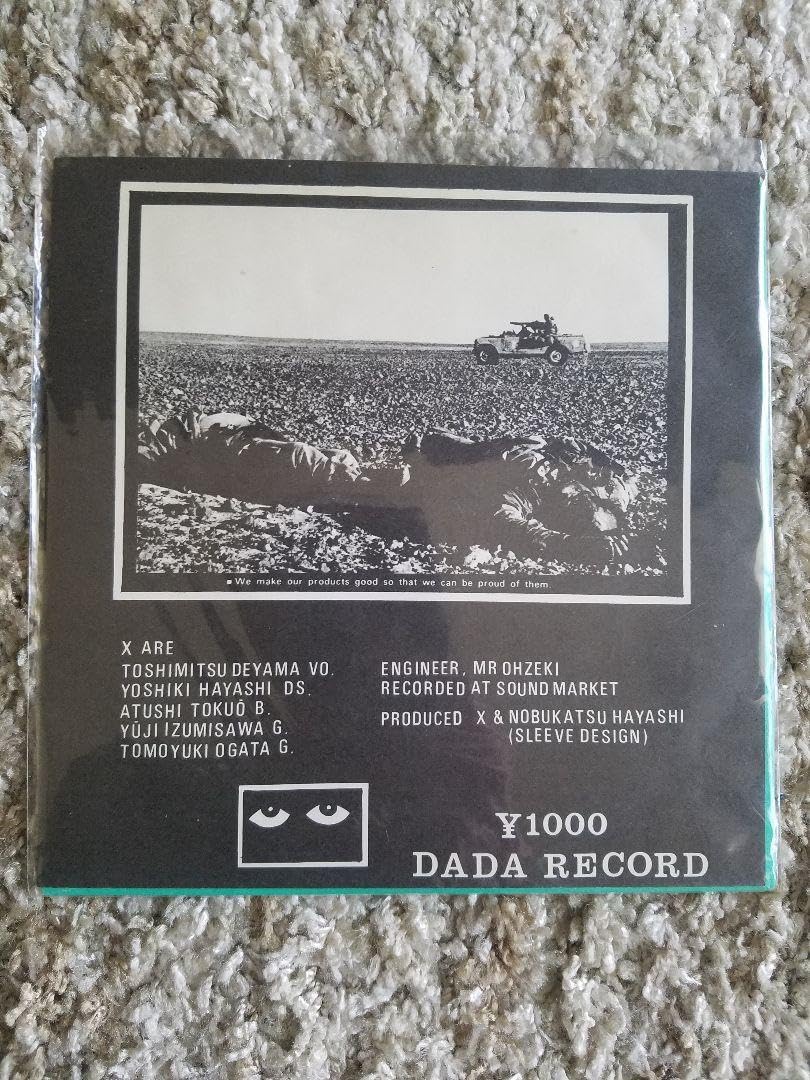 ■ We make our products good so that we can be proud of them.
X ARE
TOSHIMITSU DEYAMA VO.
YOSHIKI HAYASHI DS.
ATUSHI TOKUŌ B.
YŪJI IZUMISAWA G.
TOMOYUKI OGATA G.
ENGINEER, MR OHZEKI
RECORDED AT SOUND MARKET
PRODUCED X & NOBUKATSU HAYASHI
(SLEEVE DESIGN)
¥1000
DADA RECORD